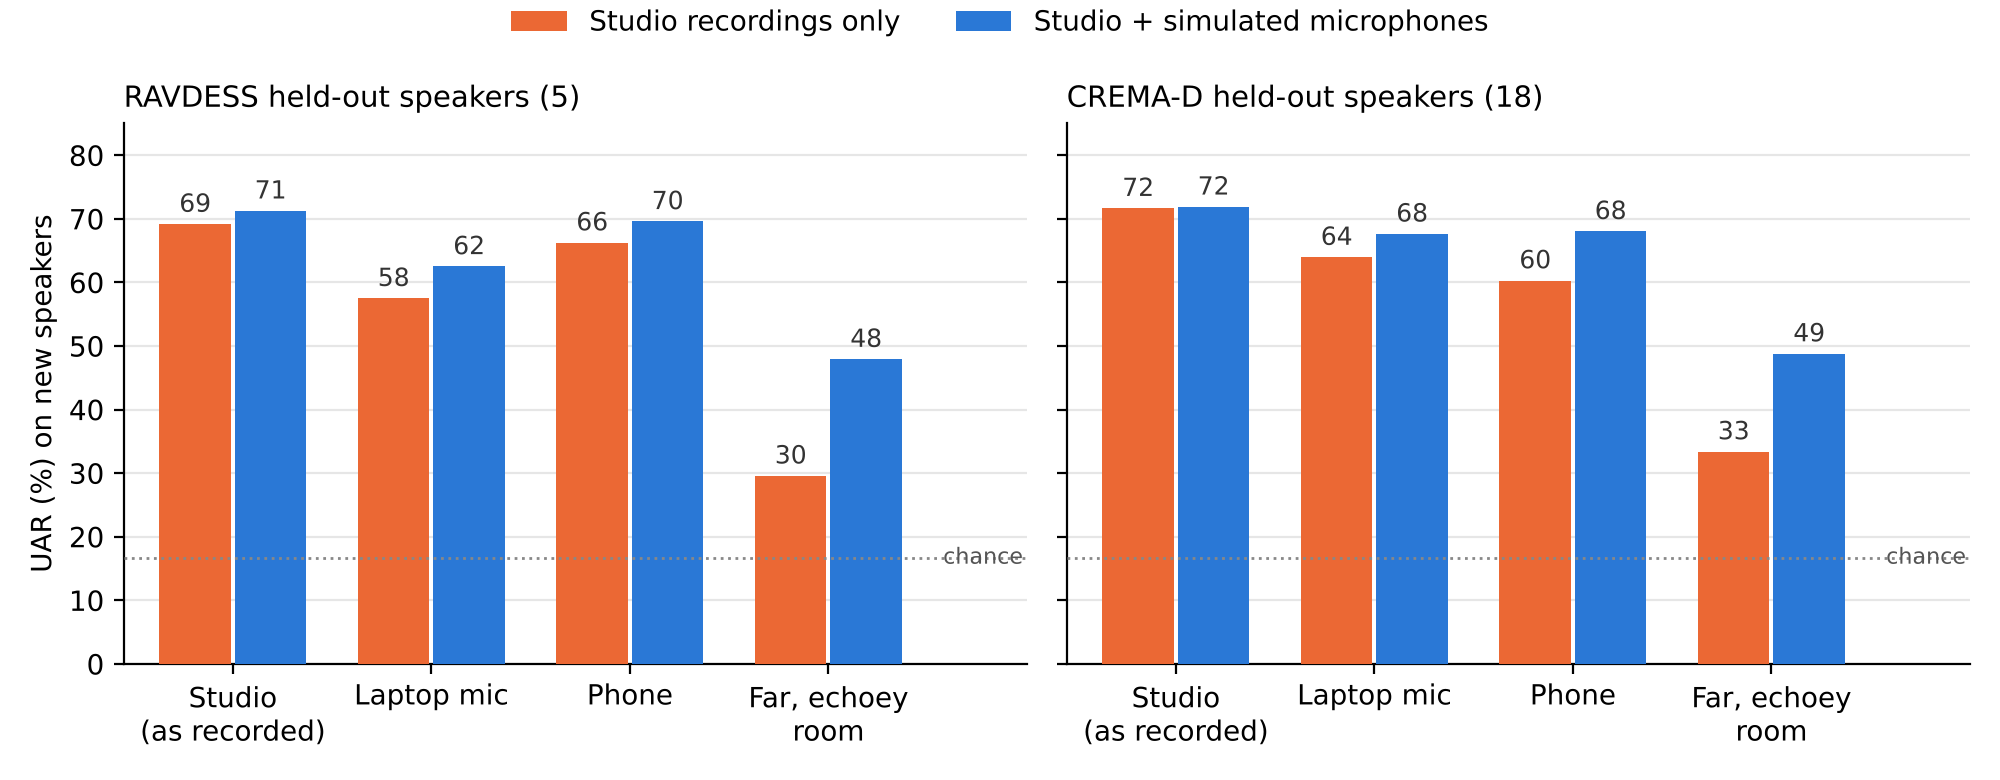 Studio recordings only
Studio + simulated microphones
RAVDESS held-out speakers (5)
UAR (%) on new speakers
80
70
60
50
40
30
20
10
0
69
71
58
62
66
70
30
48
chance
Studio
(as recorded)
Laptop mic
Phone
Far, echoey
room
CREMA-D held-out speakers (18)
72
72
64
68
60
68
33
49
chance
Studio
(as recorded)
Laptop mic
Phone
Far, echoey
room